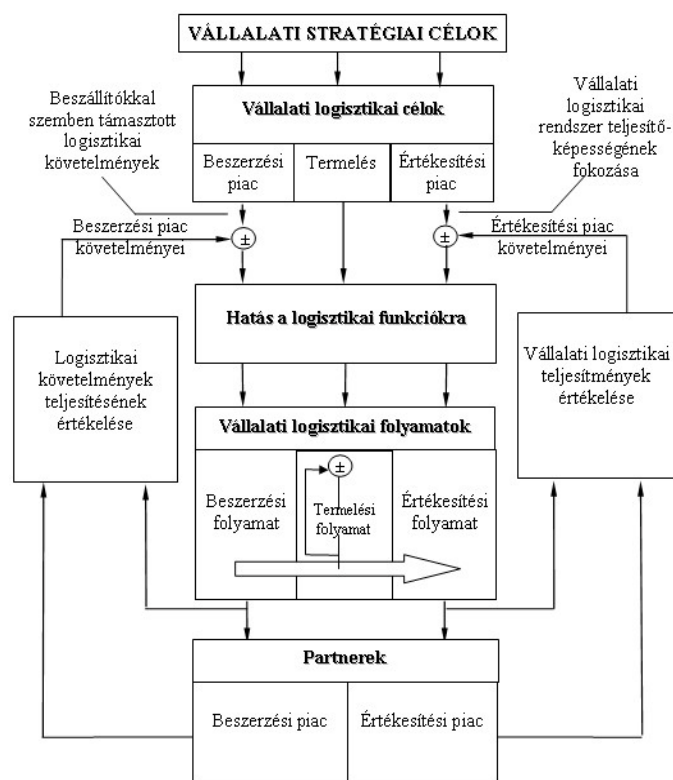 VÁLLALATI STRATÉGIAI CÉLOK
Beszállítókkal
szemben támasztott
logisztikai
követelmények
Vállalati logisztikai célok
Beszerzési
piac
Termelés
Értékesítési
piac
Vállalati
logisztikai
rendszer teljesítő-
képességének
fokozása
Beszerzési piac
követelményei
±
±
Értékesítési piac
követelményei
Hatás a logisztikai funkciókra
Logisztikai
követelmények
teljesítésének
értékelése
Vállalati logisztikai
teljesítmények
értékelése
Vállalati logisztikai folyamatok
Beszerzési
folyamat
±
Termelési
folyamat
Értékesítési
folyamat
Partnerek
Beszerzési piac
Értékesítési piac